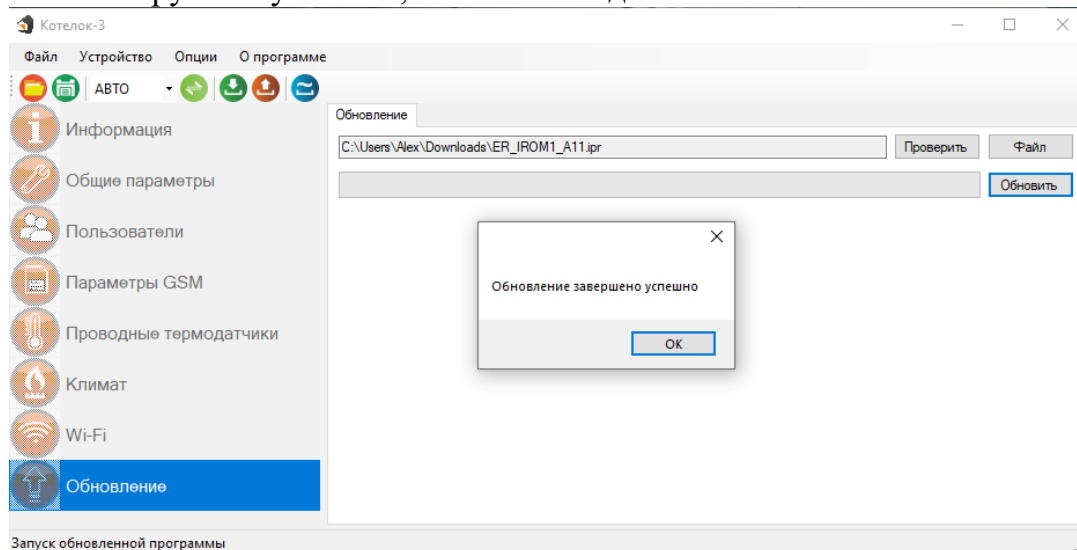 Котелок-3
Файл Устройство Опции О программе
АВТО
Информация
Общие параметры
Пользователи
Параметры GSM
Проводные термодатчики
Климат
Wi-Fi
Обновление
Обновление
C:\Users\Alex\Downloads\ER_IROM1_A11.ipr
Проверить
Файл
Обновить
Обновление завершено успешно
ОК
Запуск обновленной программы